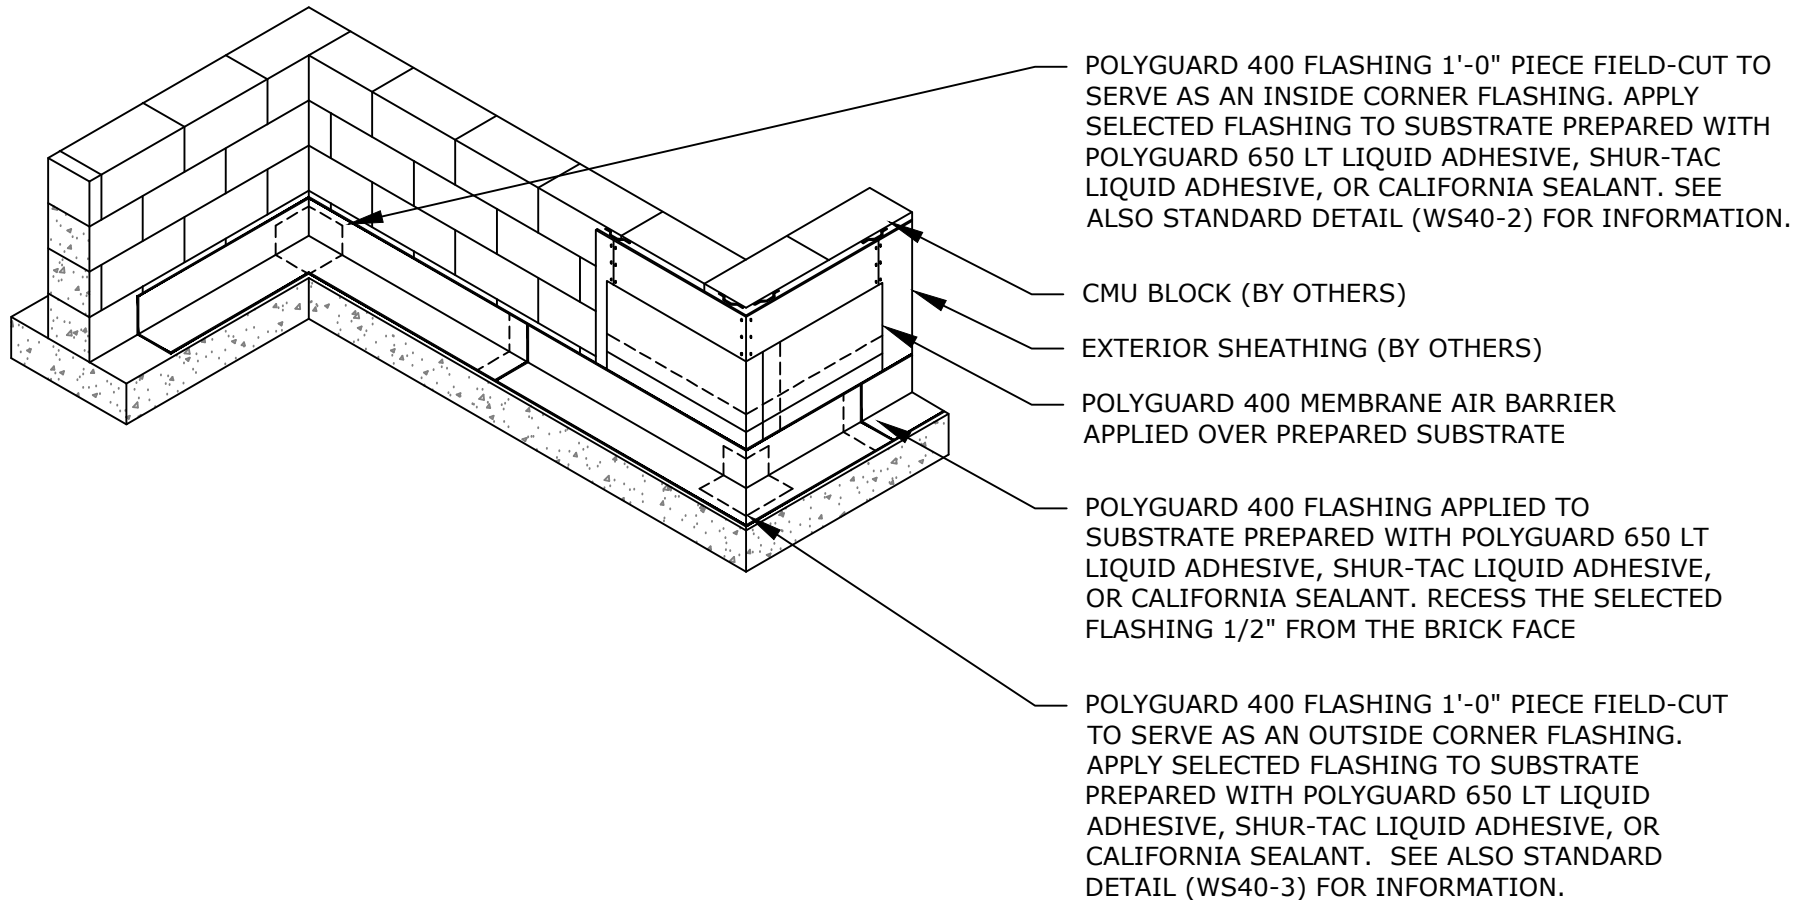 POLYGUARD 400 FLASHING 1'-0" PIECE FIELD-CUT TO
SERVE AS AN INSIDE CORNER FLASHING. APPLY
SELECTED FLASHING TO SUBSTRATE PREPARED WITH
POLYGUARD 650 LT LIQUID ADHESIVE, SHUR-TAC
LIQUID ADHESIVE, OR CALIFORNIA SEALANT. SEE
ALSO STANDARD DETAIL (WS40-2) FOR INFORMATION.
CMU BLOCK (BY OTHERS)
EXTERIOR SHEATHING (BY OTHERS)
POLYGUARD 400 MEMBRANE AIR BARRIER
APPLIED OVER PREPARED SUBSTRATE
POLYGUARD 400 FLASHING APPLIED TO
SUBSTRATE PREPARED WITH POLYGUARD 650 LT
LIQUID ADHESIVE, SHUR-TAC LIQUID ADHESIVE,
OR CALIFORNIA SEALANT. RECESS THE SELECTED
FLASHING 1/2" FROM THE BRICK FACE
POLYGUARD 400 FLASHING 1'-0" PIECE FIELD-CUT
TO SERVE AS AN OUTSIDE CORNER FLASHING.
APPLY SELECTED FLASHING TO SUBSTRATE
PREPARED WITH POLYGUARD 650 LT LIQUID
ADHESIVE, SHUR-TAC LIQUID ADHESIVE, OR
CALIFORNIA SEALANT.  SEE ALSO STANDARD
DETAIL (WS40-3) FOR INFORMATION.